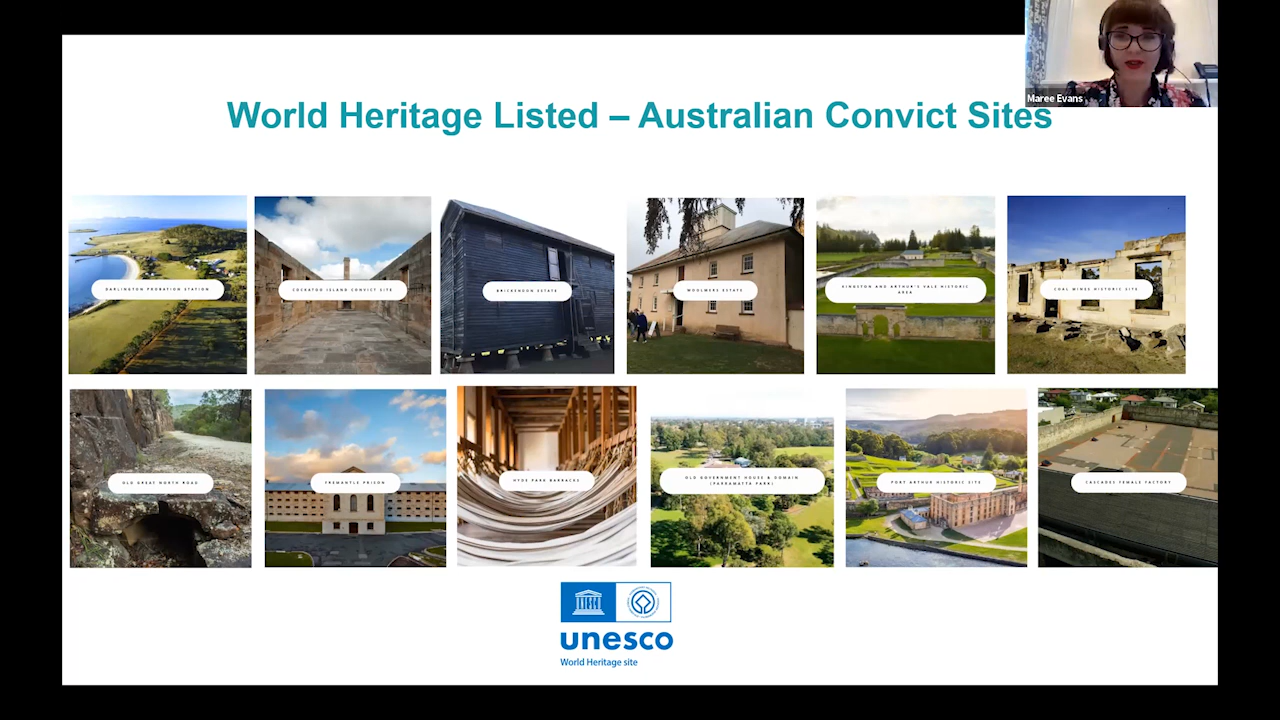 Maree Evans
World Heritage Listed – Australian Convict Sites
DARLINGTON PROBATION STATION
COCKATOO ISLAND CONVICT SITE
BRICKENDON ESTATE
WOOLMERS ESTATE
KINGSTON AND ARTHUR'S VALE HISTORIC
AREA
COAL MINES HISTORIC SITE
OLD GREAT NORTH ROAD
FREMANTLE PRISON
HYDE PARK BARRACKS
OLD GOVERNMENT HOUSE & DOMAIN
(PARRAMATTA PARK)
PORT ARTHUR HISTORIC SITE
CASCADES FEMALE FACTORY
unesco
World Heritage site